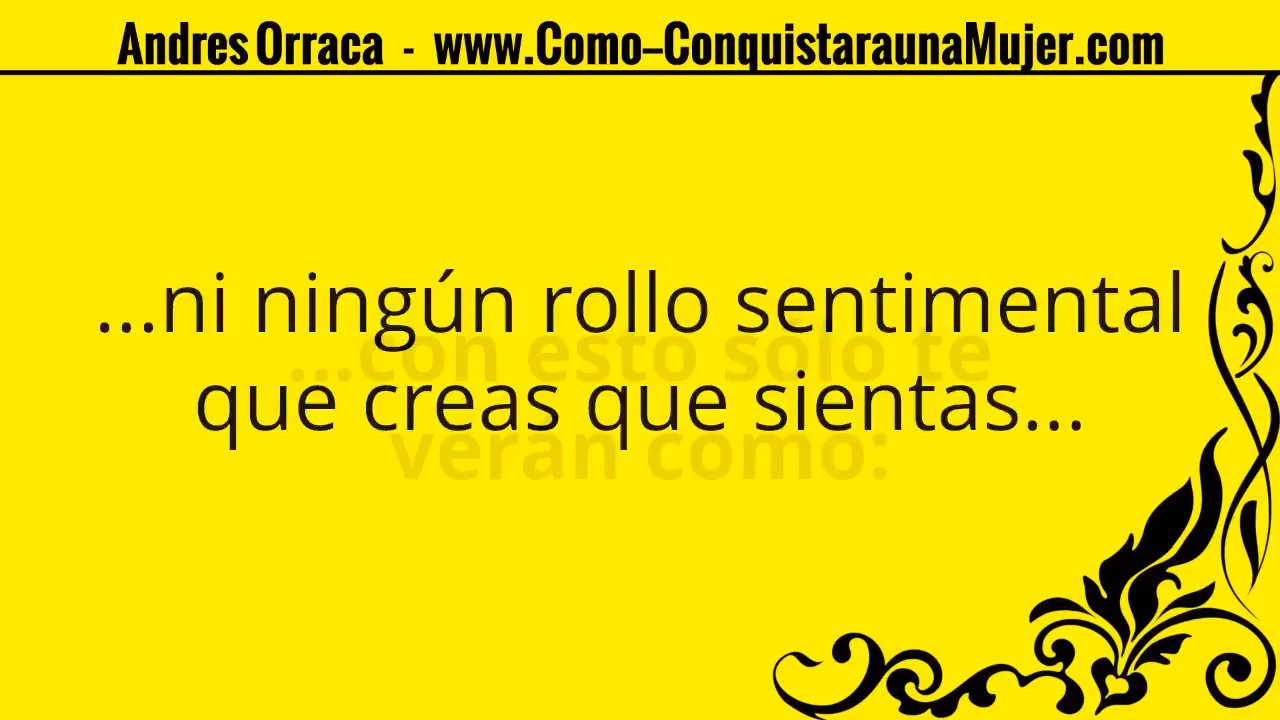 Andres Orraca - www.Como-ConquistaraunaMujer.com
...ni ningún rollo sentimental
...con esto solo te
que creas que sientas...
veran como: